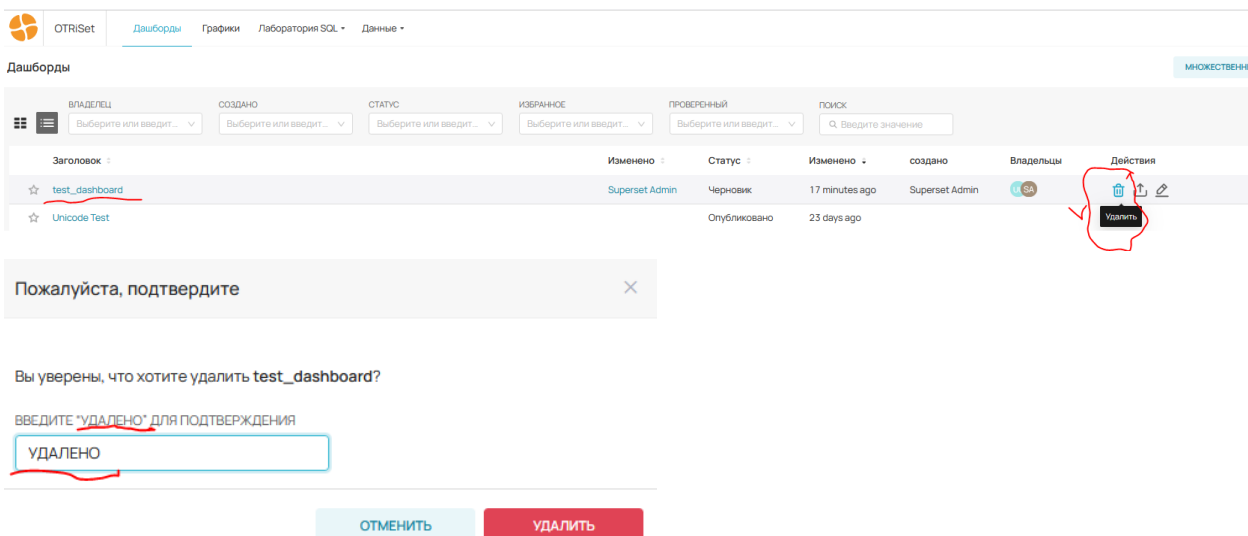 OTRiSet Дашборды Графики Лаборатория SQL Данные
Дашборды МНОЖЕСТВЕНН
ВЛАДЕЛЕЦ СОЗДАНО СТАТУС ИЗБРАННОЕ ПРОВЕРЕННЫЙ ПОИСК
Выберите или введит... Выберите или введит... Выберите или введит... Выберите или введит... Выберите или введит... Введите значение
Заголовок Изменено Статус Изменено создано Владельцы Действия
test_dashboard Superset Admin Черновик 17 minutes ago Superset Admin U SA
Unicode Test Опубликовано 23 days ago Удалить
Пожалуйста, подтвердите
Вы уверены, что хотите удалить test_dashboard?
ВВЕДИТЕ "УДАЛЕНО" ДЛЯ ПОДТВЕРЖДЕНИЯ
УДАЛЕНО
ОТМЕНИТЬ УДАЛИТЬ